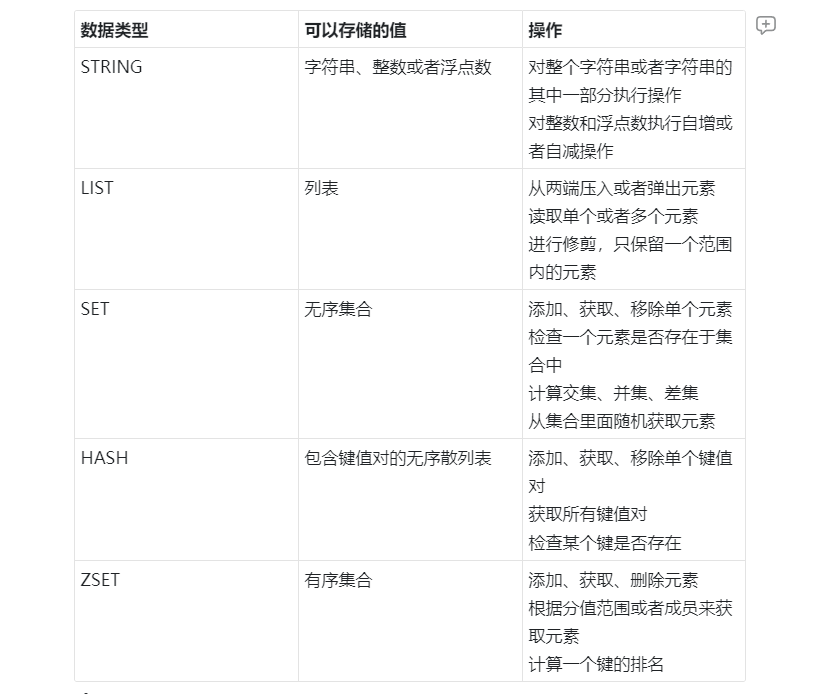 数据类型 可以存储的值 操作
STRING 字符串、整数或者浮点数 对整个字符串或者字符串的
其中一部分执行操作
对整数和浮点数执行自增或
者自减操作
LIST 列表 从两端压入或者弹出元素
读取单个或者多个元素
进行修剪，只保留一个范围
内的元素
SET 无序集合 添加、获取、移除单个元素
检查一个元素是否存在于集
合中
计算交集、并集、差集
从集合里面随机获取元素
HASH 包含键值对的无序散列表 添加、获取、移除单个键值
对
获取所有键值对
检查某个键是否存在
ZSET 有序集合 添加、获取、删除元素
根据分值范围或者成员来获
取元素
计算一个键的排名